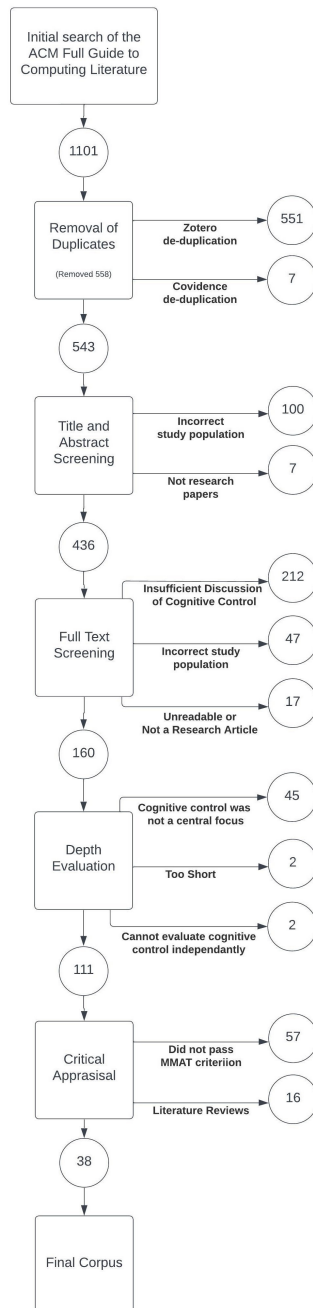 Initial search of the
ACM Full Guide to
Computing Literature
1101
Removal of
Duplicates
(Removed 558)
Zotero
de-duplication
551
Covidence
de-duplication
7
543
Title and
Abstract
Screening
Incorrect
study population
100
Not research
papers
7
436
Full Text
Screening
Insufficient Discussion
of Cognitive Control
212
Incorrect study
population
47
Unreadable or
Not a Research Article
17
160
Depth
Evaluation
Cognitive control was
not a central focus
45
Too Short
2
Cannot evaluate cognitive
control independantly
2
111
Critical
Appraisal
Did not pass
MMAT criteriion
57
Literature Reviews
16
38
Final Corpus